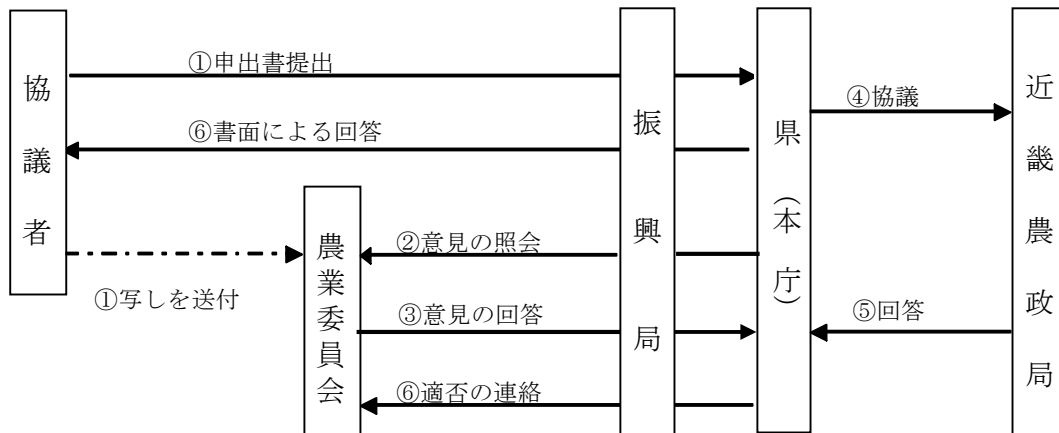 協議者
①申出書提出
⑥書面による回答
①写しを送付
農業委員会
②意見の照会
③意見の回答
⑥適否の連絡
振興局
県（本庁）
④協議
⑤回答
近畿農政局